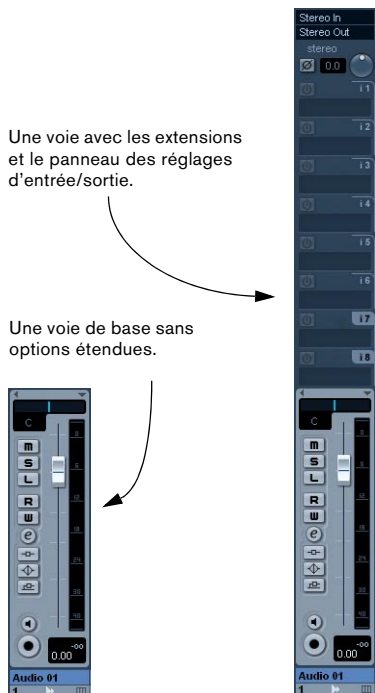 Stereo In
Stereo Out
stereo
0.0
i 1
i 2
i 3
i 4
i 5
i 6
i 7
i 8
Une voie avec les extensions
et le panneau des réglages
d'entrée/sortie.
Une voie de base sans
options étendues.
C
m
S
L
R
W
e
-oo
0.00
Audio 01
1
C
m
S
L
R
W
e
-oo
0.00
Audio 01
1